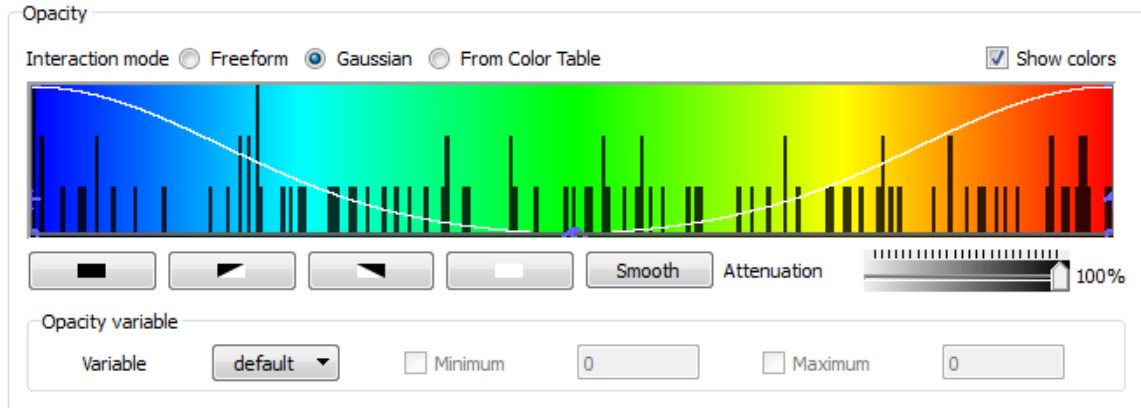 Opacity
Interaction mode Freeform Gaussian From Color Table Show colors
Smooth Attenuation 100%
Opacity variable
Variable default Minimum 0 Maximum 0